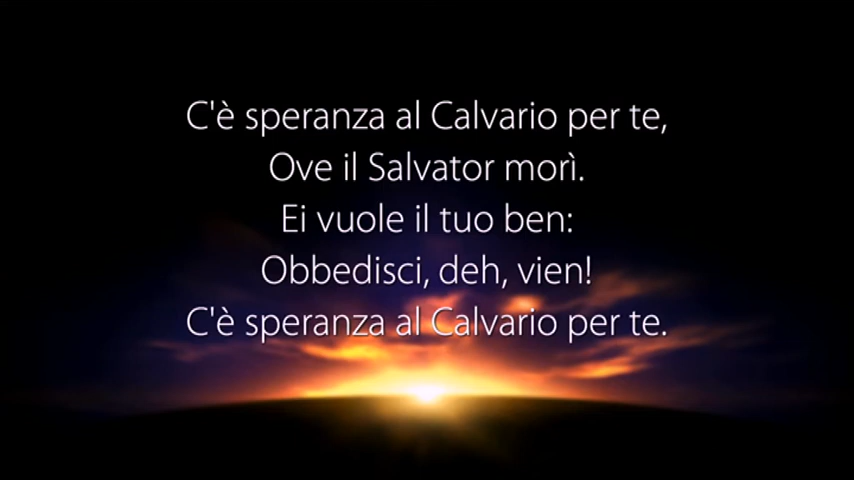 C'è speranza al Calvario per te,
Ove il Salvator morì.
Ei vuole il tuo ben:
Obbedisci, deh, vien!
C'è speranza al Calvario per te.